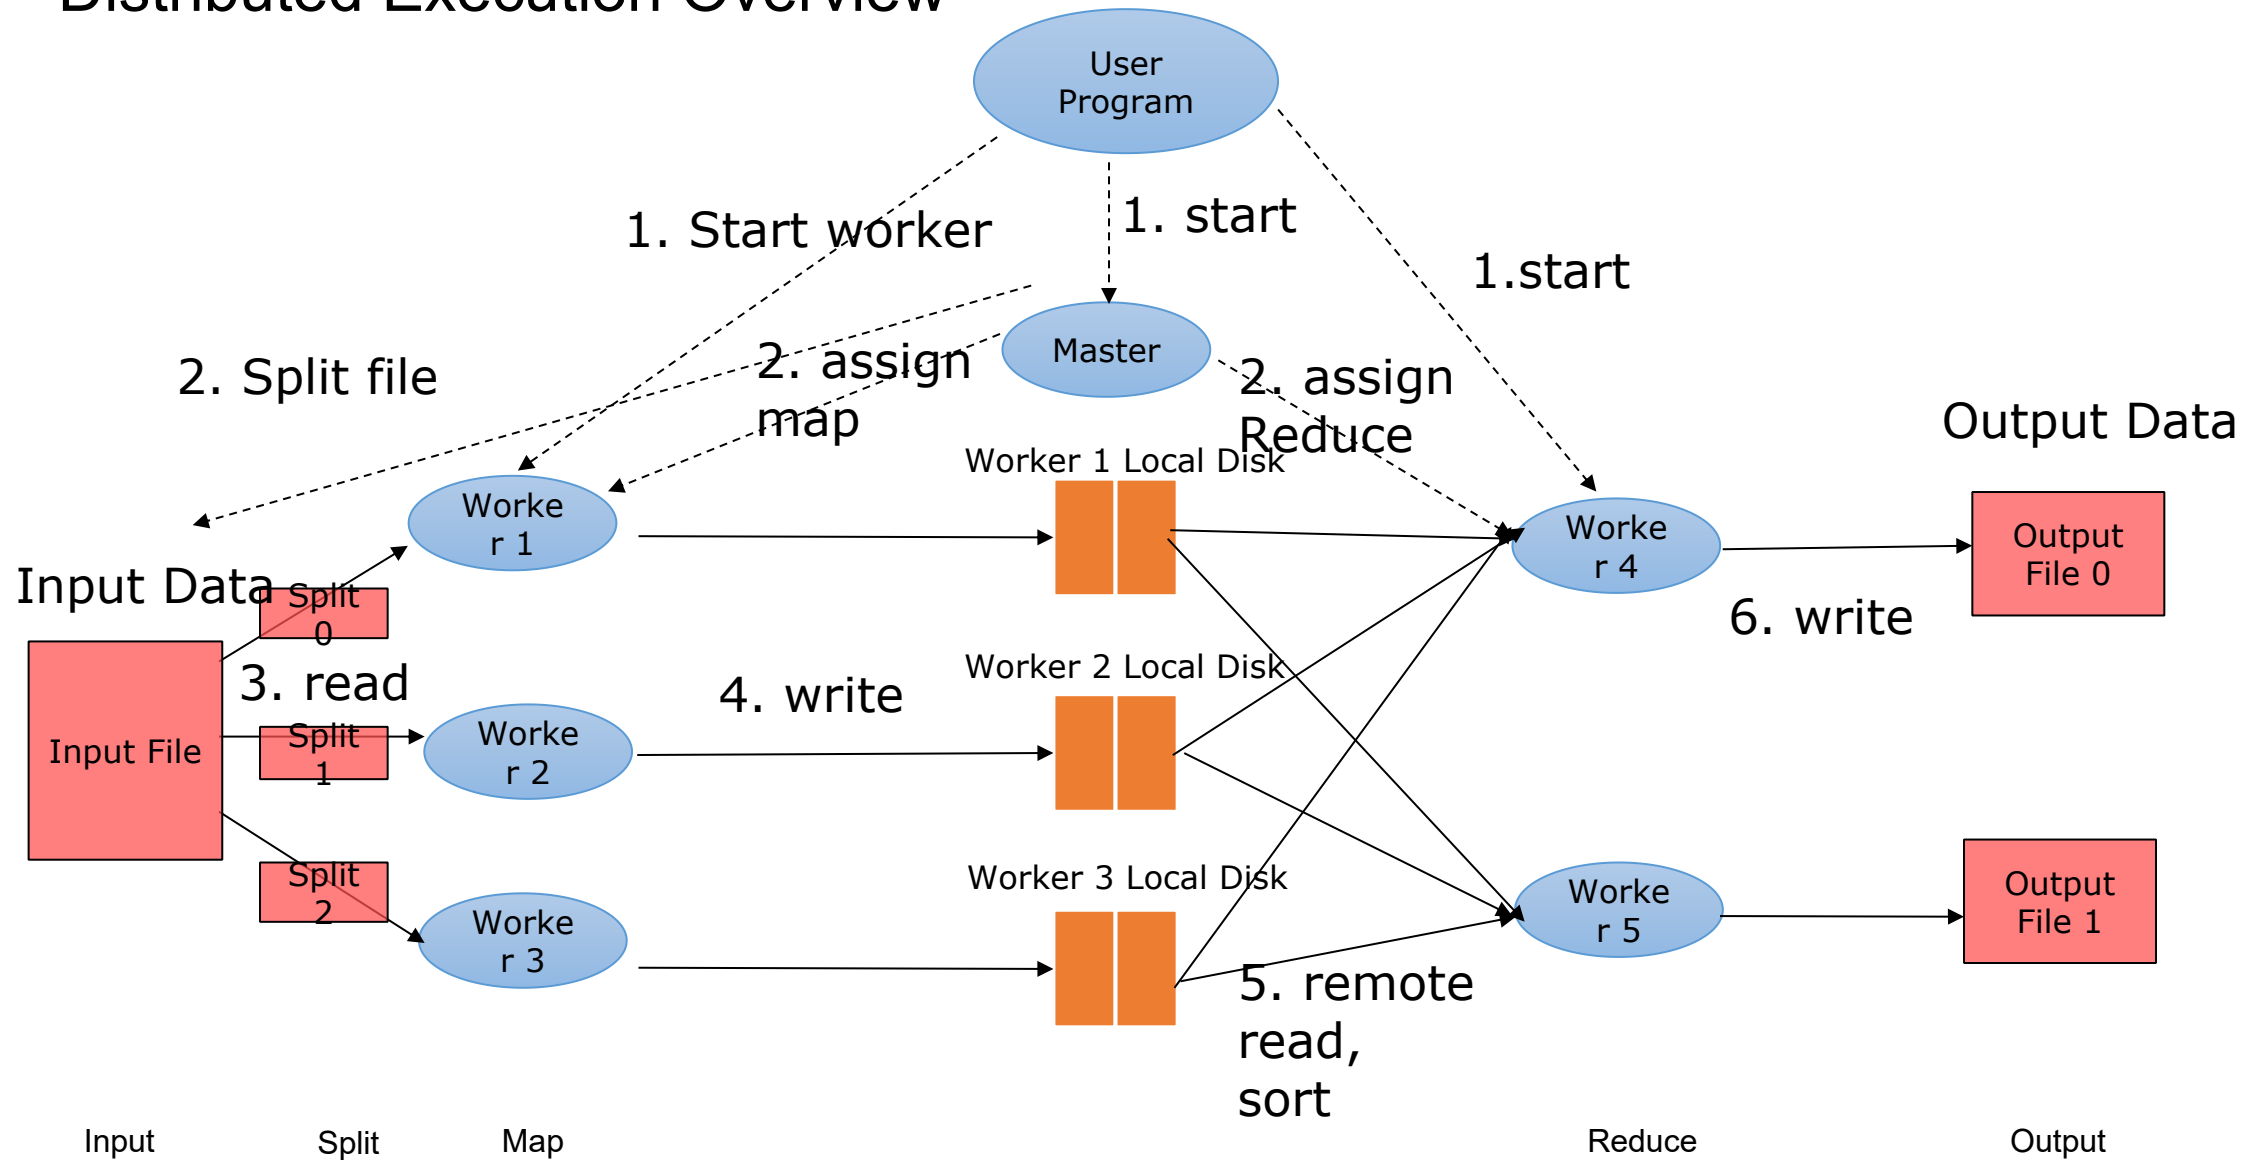 Distributed Execution Overview
User
Program
1. Start worker
1. start
1.start
Master
2. Split file
2. assign
map
2. assign
Reduce
Output Data
Worker 1 Local Disk
Worke
r 1
Worke
r 4
Output
File 0
Input Data
Split
0
3. read
6. write
Worker 2 Local Disk
4. write
Input File
Split
1
Worke
r 2
Worker 3 Local Disk
Split
2
Worke
r 3
Worke
r 5
Output
File 1
5. remote
read,
sort
Input
Split
Map
Reduce
Output